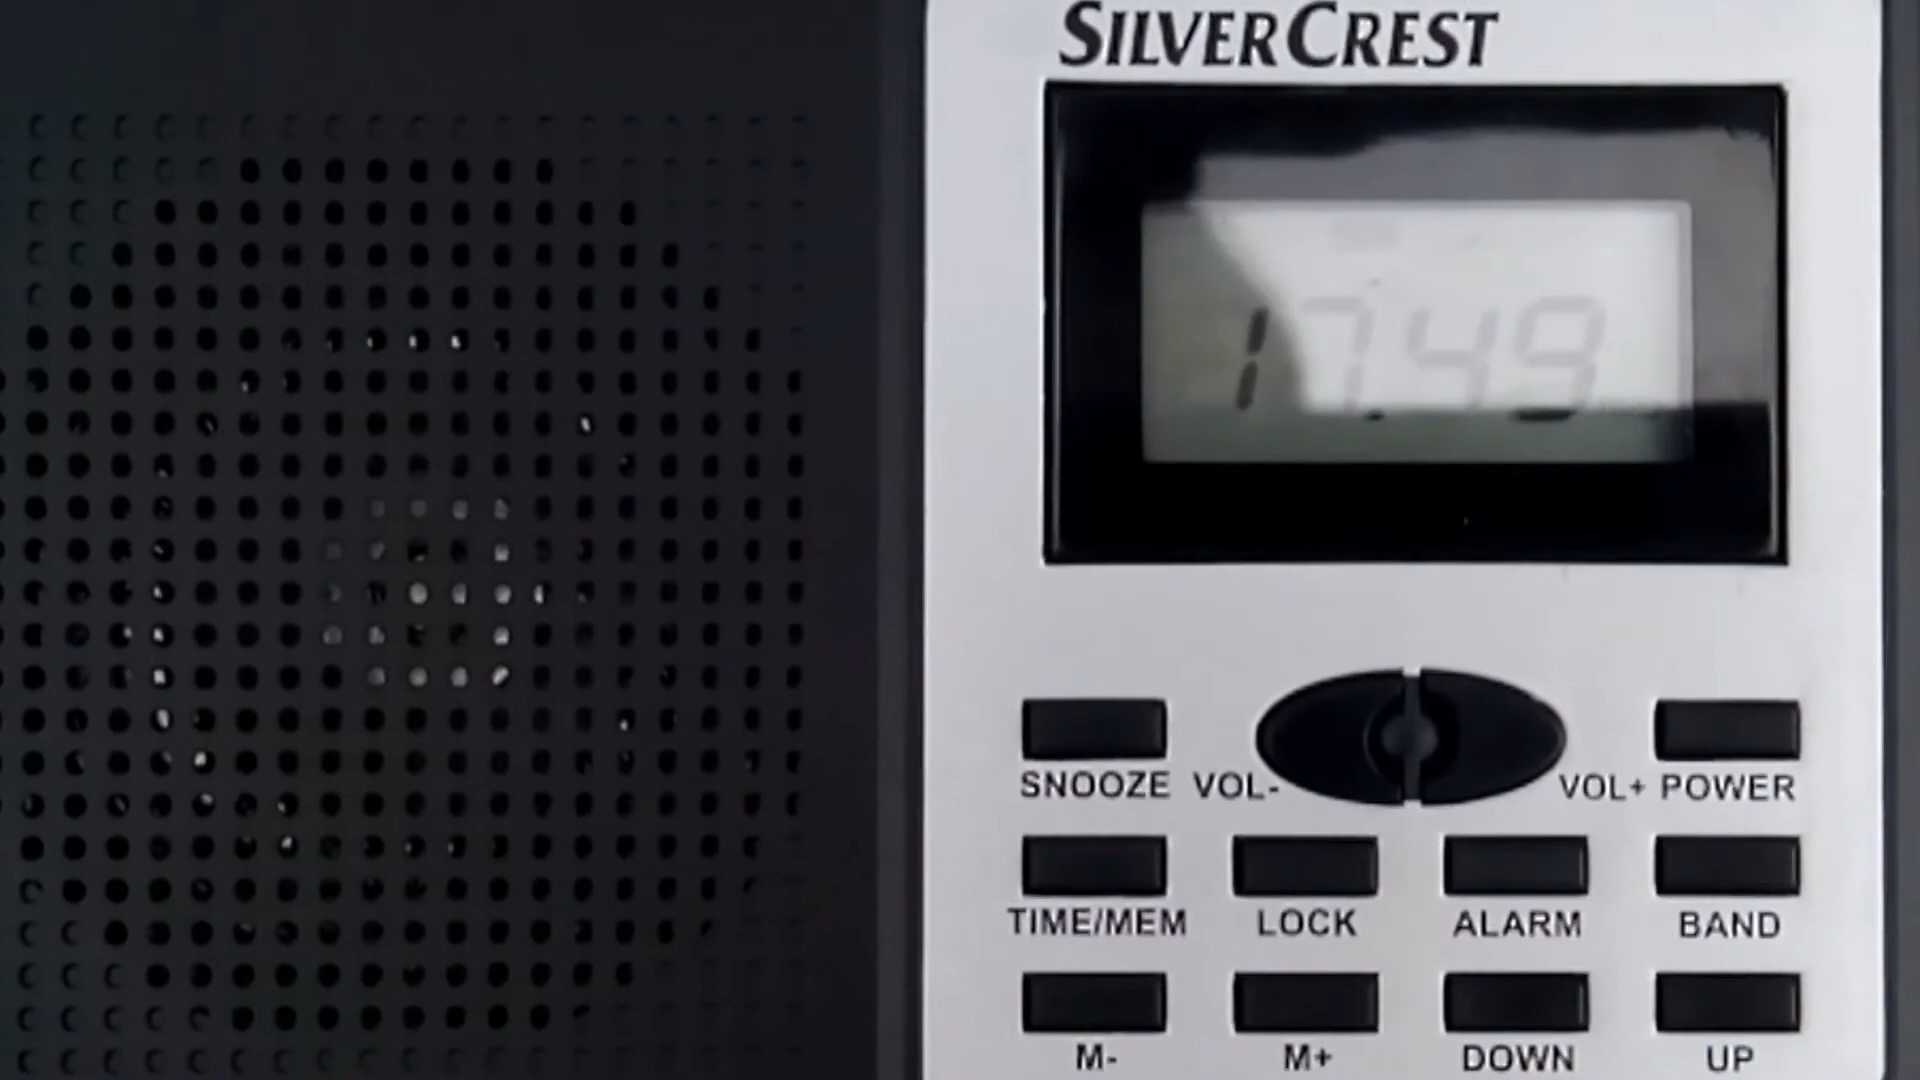 SILVERCREST
17.49
SNOOZE VOL- VOL+ POWER
TIME/MEM LOCK ALARM BAND
M- M+ DOWN UP